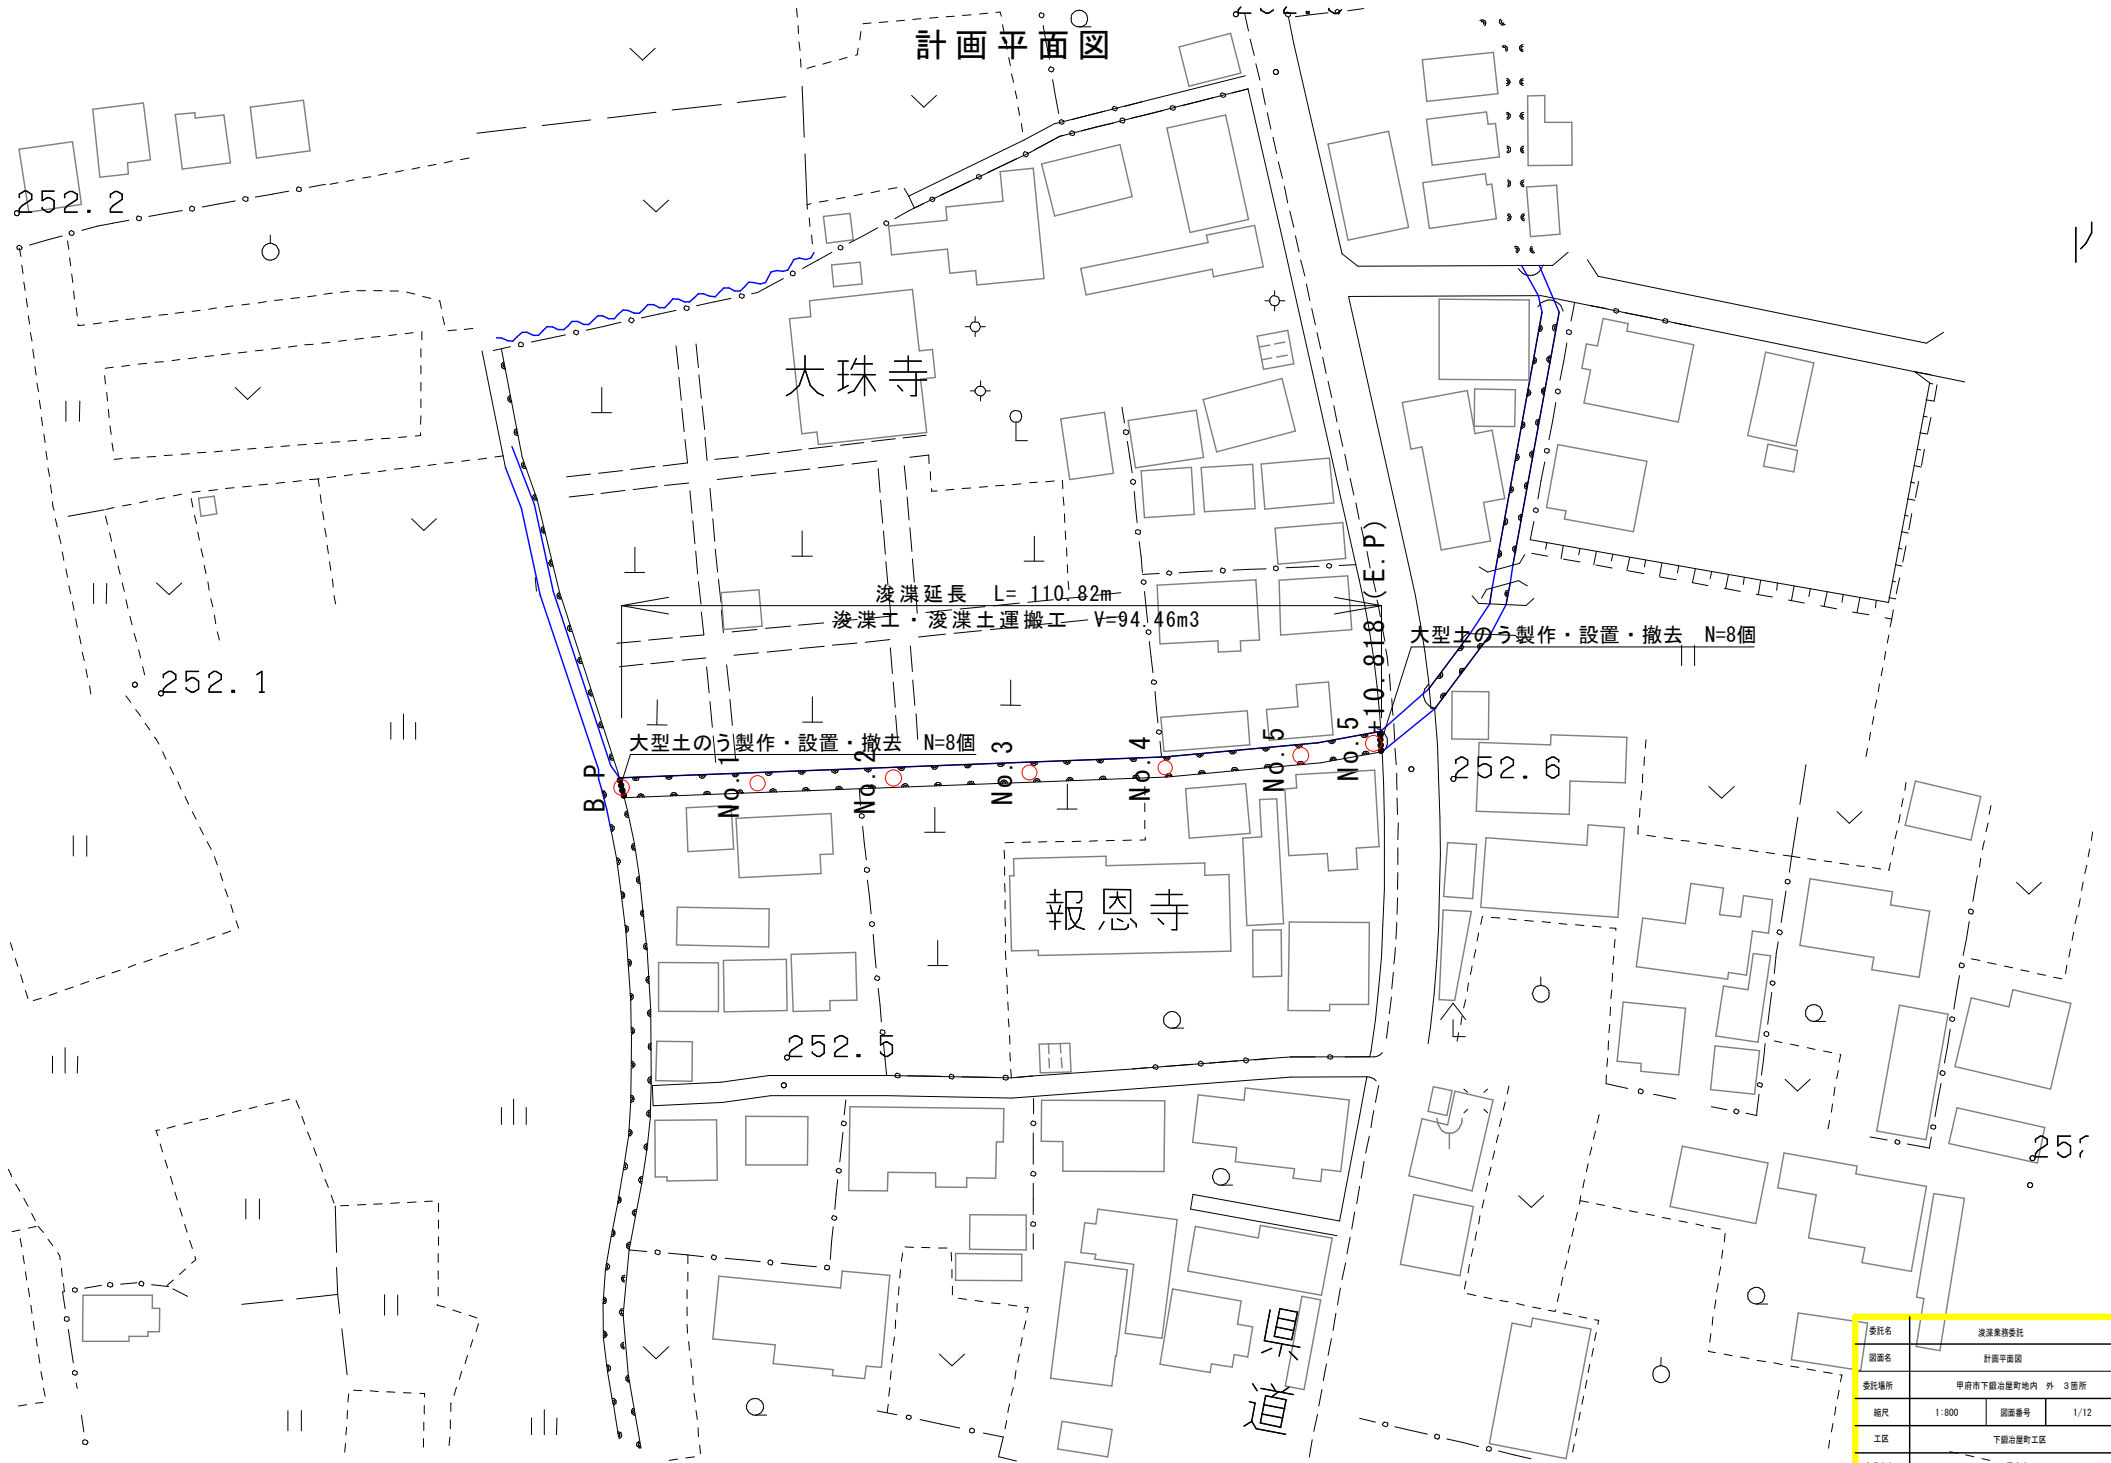 計画平面図
252.2
大珠寺
浚渫延長 L= 110.82m
浚渫工・浚渫土運搬工 V=94.46m3
大型土のう製作・設置・撤去 N=8個
252.1
大型土のう製作・設置・撤去 N=8個
B.P
No.1
No.2
No.3
No.4
No.5
No.5+10.818(E.P)
252.6
報恩寺
252.5
県道
委託名 浚渫業務委託
図面名 計画平面図
委託場所 甲府市下鍛冶屋町地内 外 3箇所
縮尺 1:800 図面番号 1/12
工区 下鍛冶屋町工区